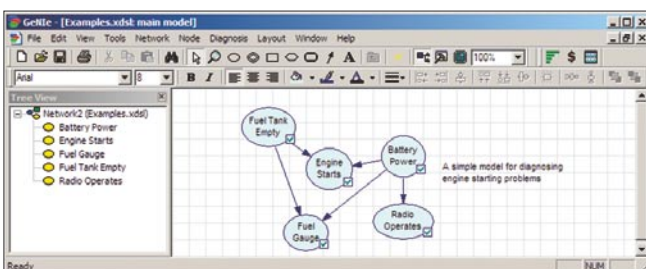 GeNIe - [Examples.xdsl: main model]
File Edit View Tools Network Node Diagnosis Layout Window Help
100%
Arial 8 B I
Tree View
Network2 (Examples.xdsl)
Battery Power
Engine Starts
Fuel Gauge
Fuel Tank Empty
Radio Operates
Fuel Tank
Empty
Engine
Starts
Battery
Power
A simple model for diagnosing
engine starting problems
Fuel
Gauge
Radio
Operates
Ready
NUM